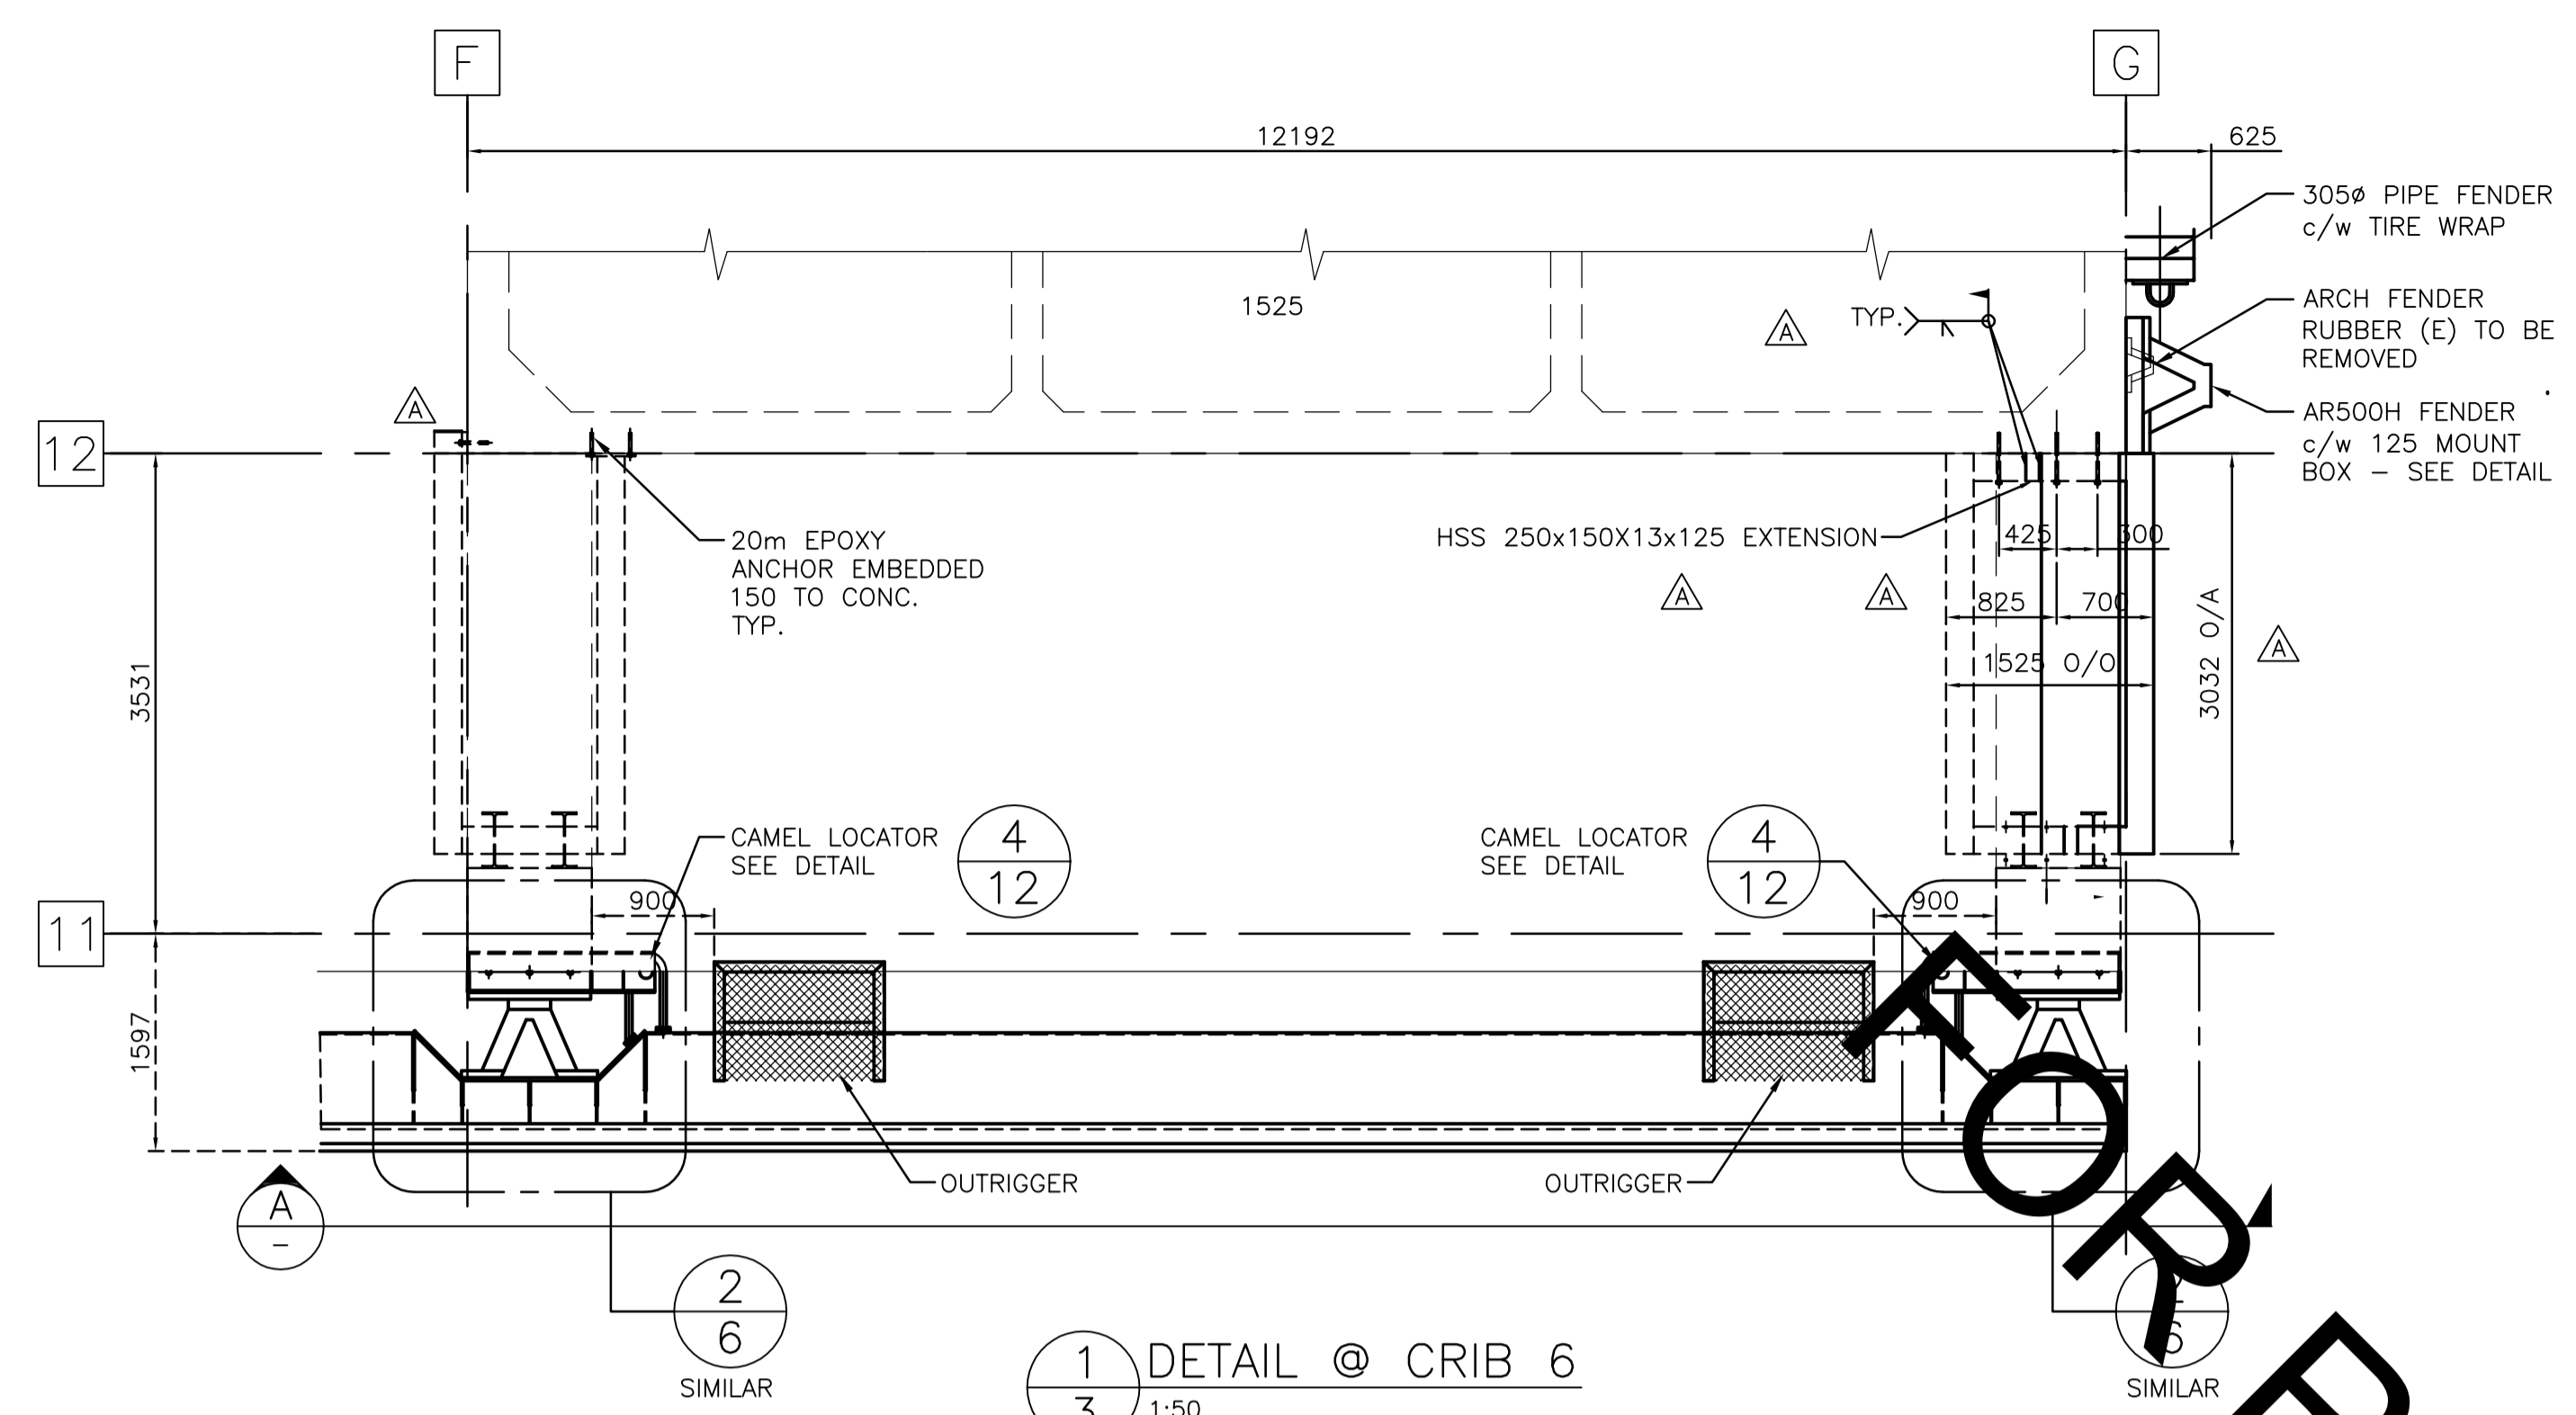 F
G
12192
625
305ø PIPE FENDER
c/w TIRE WRAP
1525
A
TYP.
ARCH FENDER
RUBBER (E) TO BE
REMOVED
A
AR500H FENDER
c/w 125 MOUNT
BOX – SEE DETAIL
12
20m EPOXY
ANCHOR EMBEDDED
150 TO CONC.
TYP.
HSS 250x150X13x125 EXTENSION
425
300
A
A
825
700
3531
1525 O/O
3032 O/A
A
CAMEL LOCATOR
SEE DETAIL
4
12
CAMEL LOCATOR
SEE DETAIL
4
12
900
900
11
1597
OUTRIGGER
OUTRIGGER
A
-
2
6
SIMILAR
6
SIMILAR
1
3
DETAIL @ CRIB 6
1:50
FOR